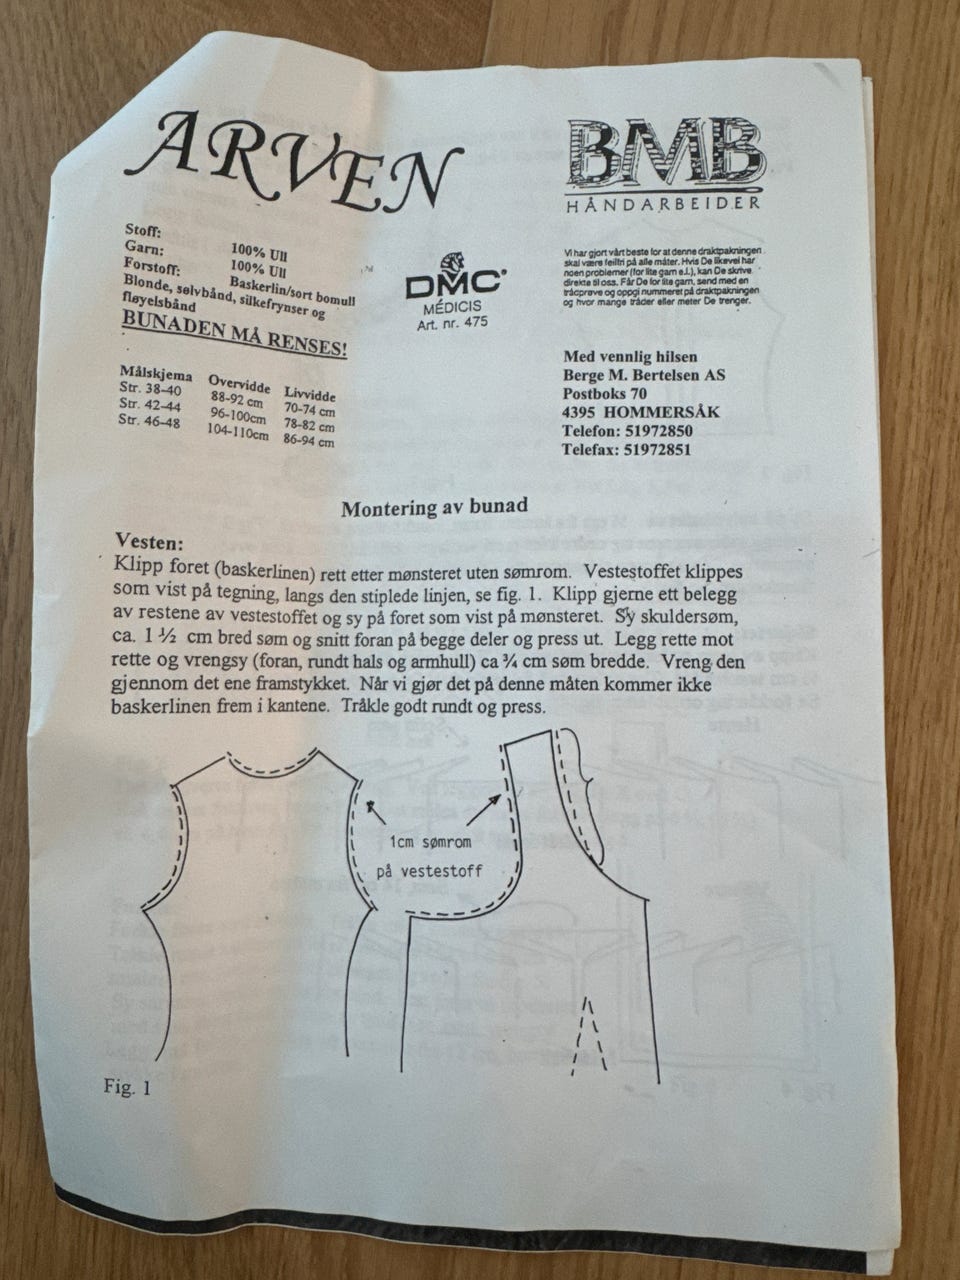 ARVEN
BMB
HÅNDARBEIDER
Stoff: 100% Ull
Garn: 100% Ull
Forstoff: Baskerlin/sort bomull
Blonde, sølvbånd, silkefrynser og
fløyelsbånd
BUNADEN MÅ RENSES!
DMC
MÉDICIS
Art. nr. 475
Vi har gjort vårt beste for at denne draktpakningen
skal være feilfri på alle måter. Hvis De likevel har
noen problemer (for lite garn e.l.), kan De skrive
direkte til oss. Får De for lite garn, send med en
trådprøve og oppgi nummeret på draktpakningen
og hvor mange tråder eller meter De trenger.
Målskjema Overvidde Livvidde
Str. 38-40 88-92 cm 70-74 cm
Str. 42-44 96-100cm 78-82 cm
Str. 46-48 104-110cm 86-94 cm
Med vennlig hilsen
Berge M. Bertelsen AS
Postboks 70
4395 HOMMERSÅK
Telefon: 51972850
Telefax: 51972851
Montering av bunad
Vesten:
Klipp foret (baskerlinen) rett etter mønsteret uten sømrom. Vestestoffet klippes
som vist på tegning, langs den stiplede linjen, se fig. 1. Klipp gjerne ett belegg
av restene av vestestoffet og sy på foret som vist på mønsteret. Sy skuldersøm,
ca. 1 ½ cm bred søm og snitt foran på begge deler og press ut. Legg rette mot
rette og vrengsy (foran, rundt hals og armhull) ca ¾ cm søm bredde. Vreng den
gjennom det ene framstykket. Når vi gjør det på denne måten kommer ikke
baskerlinen frem i kantene. Tråkle godt rundt og press.
1cm sømrom
på vestestoff
Fig. 1